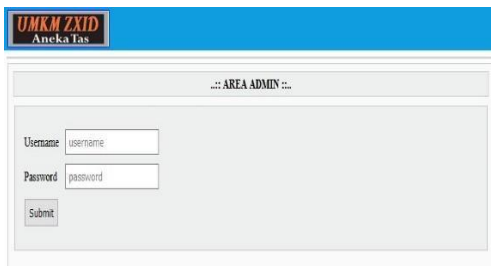 UMKM ZXID
Aneka Tas
..:: AREA ADMIN ::..
Username username
Password password
Submit